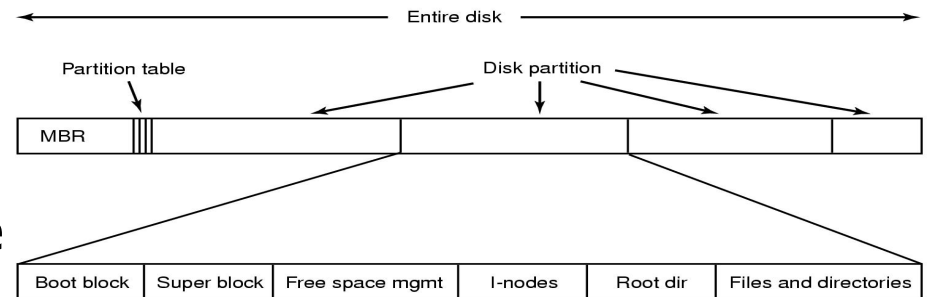 Entire disk
Partition table
Disk partition
MBR
e
Boot block
Super block
Free space mgmt
I-nodes
Root dir
Files and directories